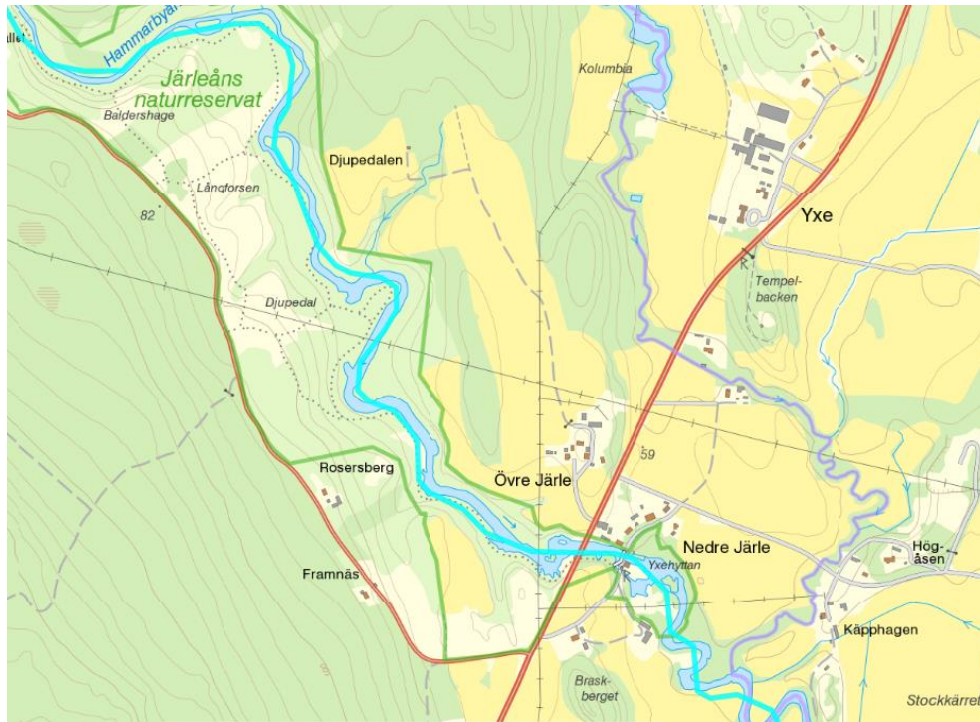 allet
Hammarbyån
Järleåns
naturreservat
Baldershage
Långforsen
82
Djupedal
Djupedalen
Kolumbia
Yxe
Tempel-
backen
Rosersberg
Övre Järle
59
Nedre Järle
Yxehyttan
Hög-
åsen
Framnäs
Käpphagen
Brask-
berget
Stockkärret